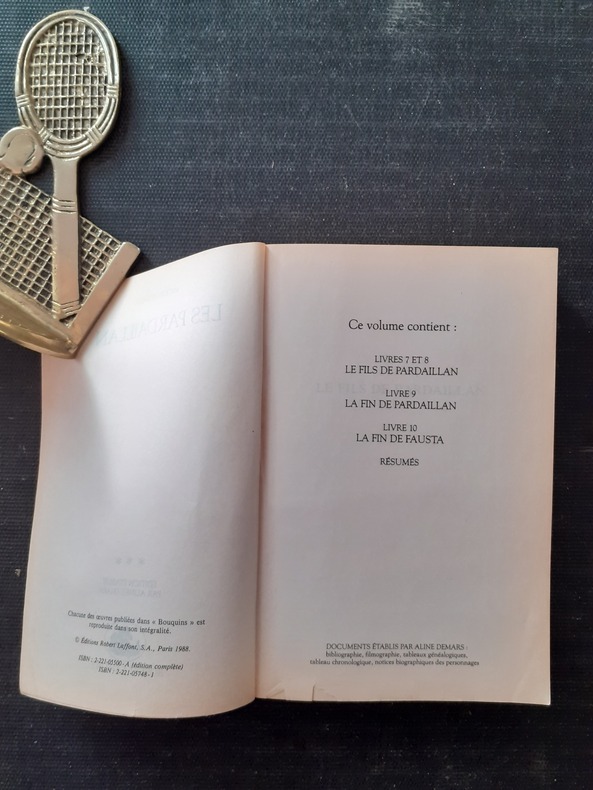 Chacune des œuvres publiées dans « Bouquins » est
reproduite dans son intégralité.
© Éditions Robert Laffont, S.A., Paris 1988.
ISBN : 2-221-05500-A (édition complète)
ISBN : 2-221-05748-1
Ce volume contient :
LIVRES 7 ET 8
LE FILS DE PARDAILLAN
LIVRE 9
LA FIN DE PARDAILLAN
LIVRE 10
LA FIN DE FAUSTA
RÉSUMÉS
DOCUMENTS ÉTABLIS PAR ALINE DEMARS :
bibliographie, filmographie, tableaux généalogiques,
tableau chronologique, notices biographiques des personnages